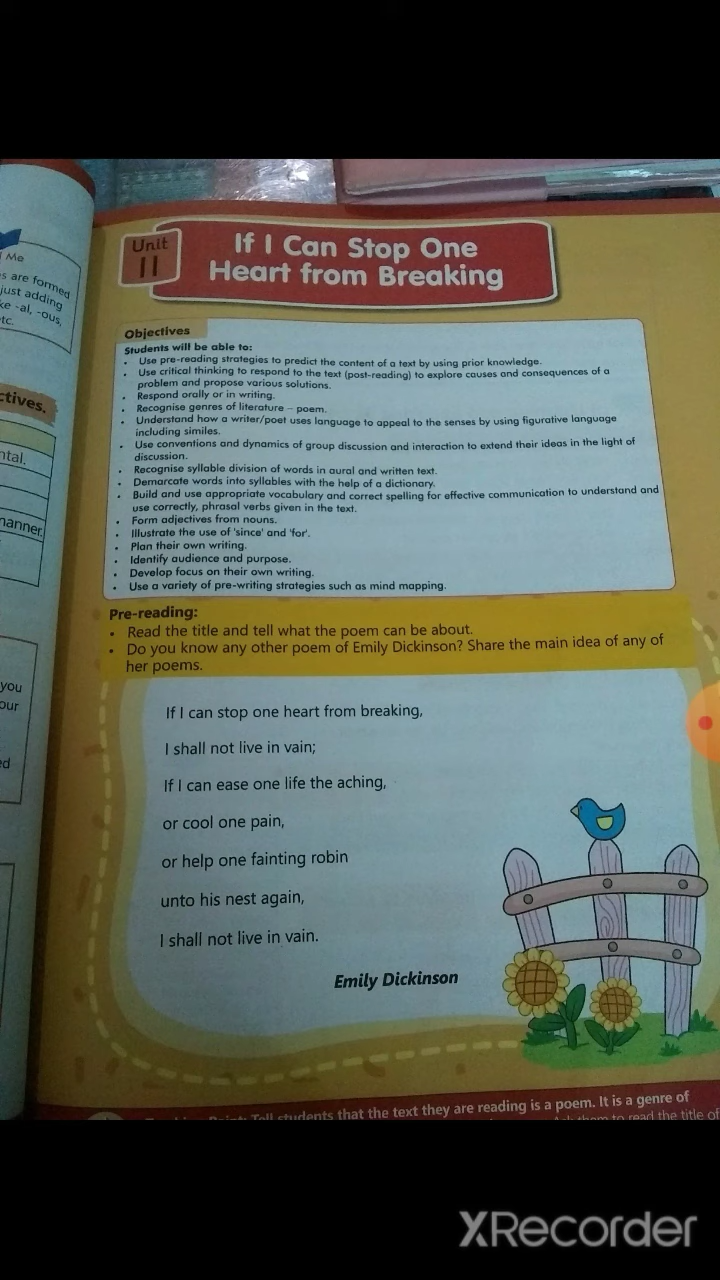 Me
s are formed
just adding
ke -al, -ous,
tc.
ctives.
ntal.
nanner.
you
our
ed
Unit
11
If I Can Stop One
Heart from Breaking
Objectives
Students will be able to:
• Use pre-reading strategies to predict the content of a text by using prior knowledge.
• Use critical thinking to respond to the text (post-reading) to explore causes and consequences of a
problem and propose various solutions.
• Respond orally or in writing.
• Recognise genres of literature – poem.
• Understand how a writer/poet uses language to appeal to the senses by using figurative language
including similes.
• Use conventions and dynamics of group discussion and interaction to extend their ideas in the light of
discussion.
• Recognise syllable division of words in aural and written text.
• Demarcate words into syllables with the help of a dictionary.
• Build and use appropriate vocabulary and correct spelling for effective communication to understand and
use correctly, phrasal verbs given in the text.
• Form adjectives from nouns.
• Illustrate the use of 'since' and 'for'.
• Plan their own writing.
• Identify audience and purpose.
• Develop focus on their own writing.
• Use a variety of pre-writing strategies such as mind mapping.
Pre-reading:
• Read the title and tell what the poem can be about.
• Do you know any other poem of Emily Dickinson? Share the main idea of any of
her poems.
If I can stop one heart from breaking,
I shall not live in vain;
If I can ease one life the aching,
or cool one pain,
or help one fainting robin
unto his nest again,
I shall not live in vain.
Emily Dickinson
Tell students that the text they are reading is a poem. It is a genre of
to read the title of
XRecorder